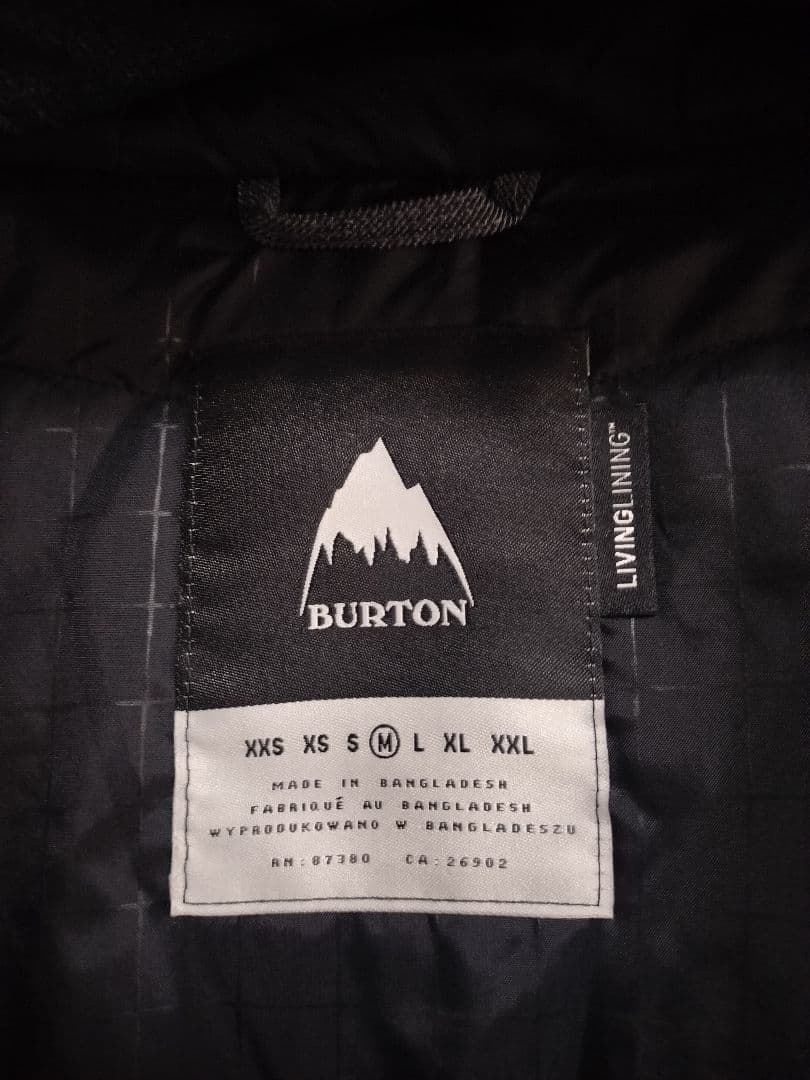 BURTON
LIVINGLINING™
XXS XS S M L XL XXL
MADE IN BANGLADESH
FABRIQUÉ AU BANGLADESH
WYPRODUKOWANO W BANGLADESZU
RN:87380 CA:26902